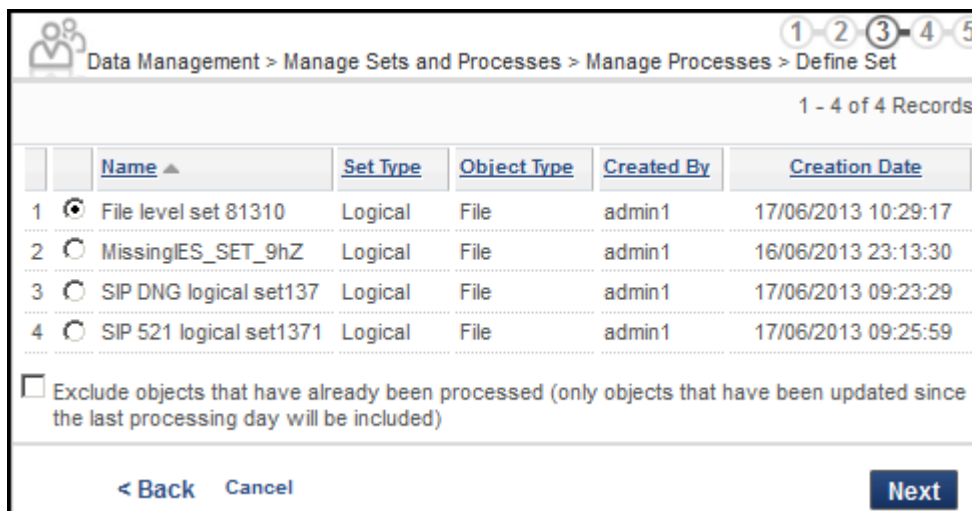 1 2 3 4 5
Data Management > Manage Sets and Processes > Manage Processes > Define Set
1 - 4 of 4 Records
Name Set Type Object Type Created By Creation Date
1 File level set 81310 Logical File admin1 17/06/2013 10:29:17
2 MissingIES_SET_9hZ Logical File admin1 16/06/2013 23:13:30
3 SIP DNG logical set137 Logical File admin1 17/06/2013 09:23:29
4 SIP 521 logical set1371 Logical File admin1 17/06/2013 09:25:59
Exclude objects that have already been processed (only objects that have been updated since
the last processing day will be included)
< Back Cancel Next